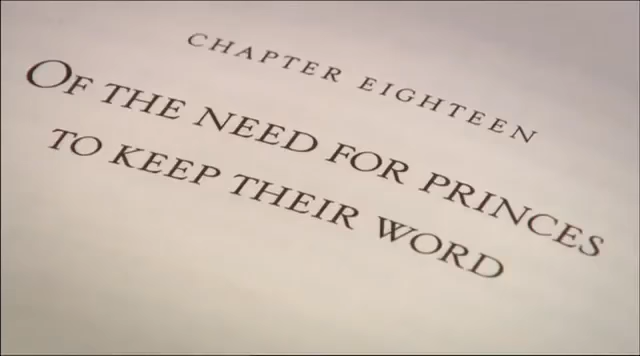 CHAPTER EIGHTEEN
OF THE NEED FOR PRINCES
TO KEEP THEIR WORD